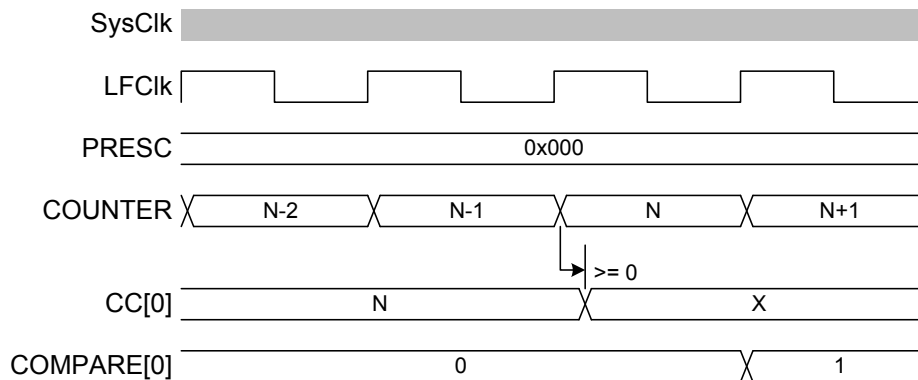 SysClk
LFClk
PRESC 0x000
COUNTER N-2 N-1 N N+1
>= 0
CC[0] N X
COMPARE[0] 0 1